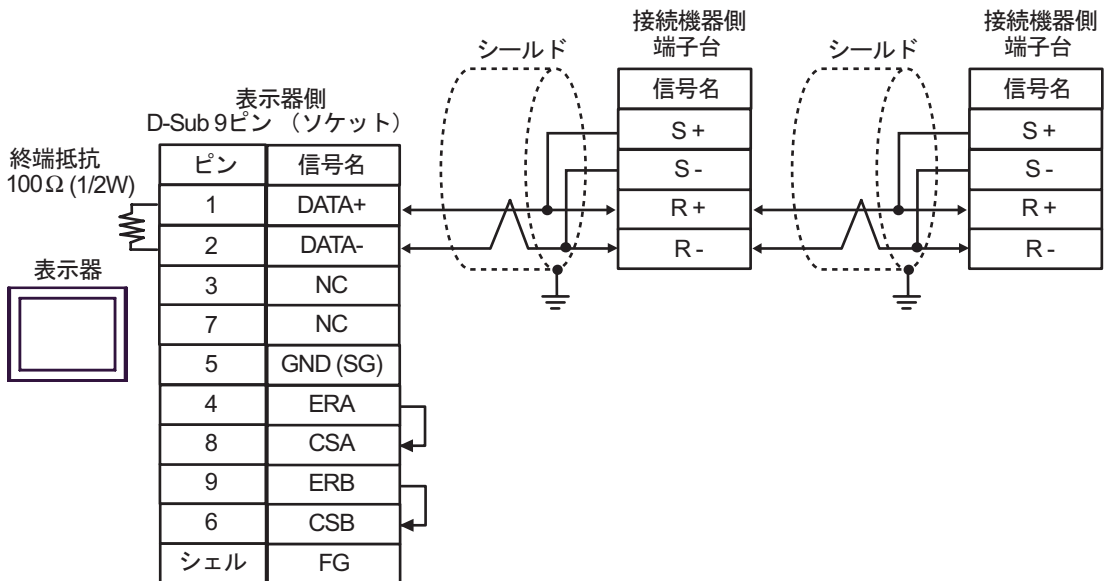 表示器側
D-Sub 9ピン (ソケット)
終端抵抗
100Ω (1/2W)
表示器
ピン 信号名
1 DATA+
2 DATA-
3 NC
7 NC
5 GND (SG)
4 ERA
8 CSA
9 ERB
6 CSB
シェル FG
シールド
接続機器側
端子台
信号名
S +
S -
R +
R -
シールド
接続機器側
端子台
信号名
S +
S -
R +
R -